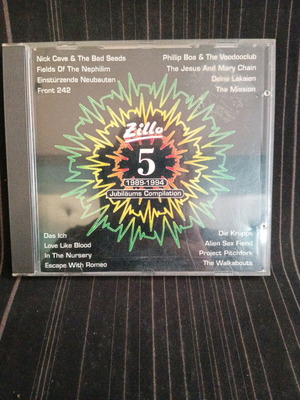 Nick Cave & The Bad Seeds
Fields Of The Nephilim
Einstürzende Neubauten
Front 242
Philip Boa & The Voodooclub
The Jesus And Mary Chain
Deine Lakaien
The Mission
Zillo
5
1989-1994
Jubiläums Compilation
Das Ich
Love Like Blood
In The Nursery
Escape With Romeo
Die Krupps
Alien Sex Fiend
Project Pitchfork
The Walkabouts